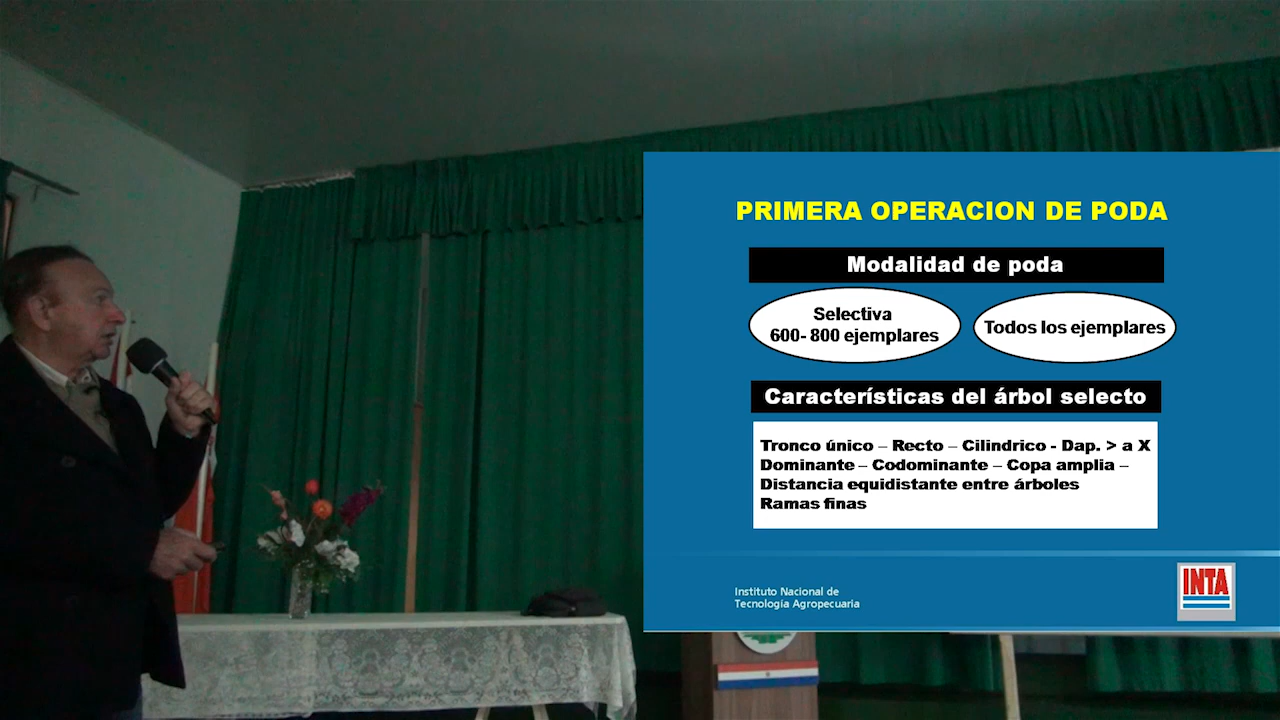 PRIMERA OPERACION DE PODA
Modalidad de poda
Selectiva
600- 800 ejemplares
Todos los ejemplares
Características del árbol selecto
Tronco único – Recto – Cilindrico - Dap. > a X
Dominante – Codominante – Copa amplia –
Distancia equidistante entre árboles
Ramas finas
Instituto Nacional de
Tecnología Agropecuaria
INTA